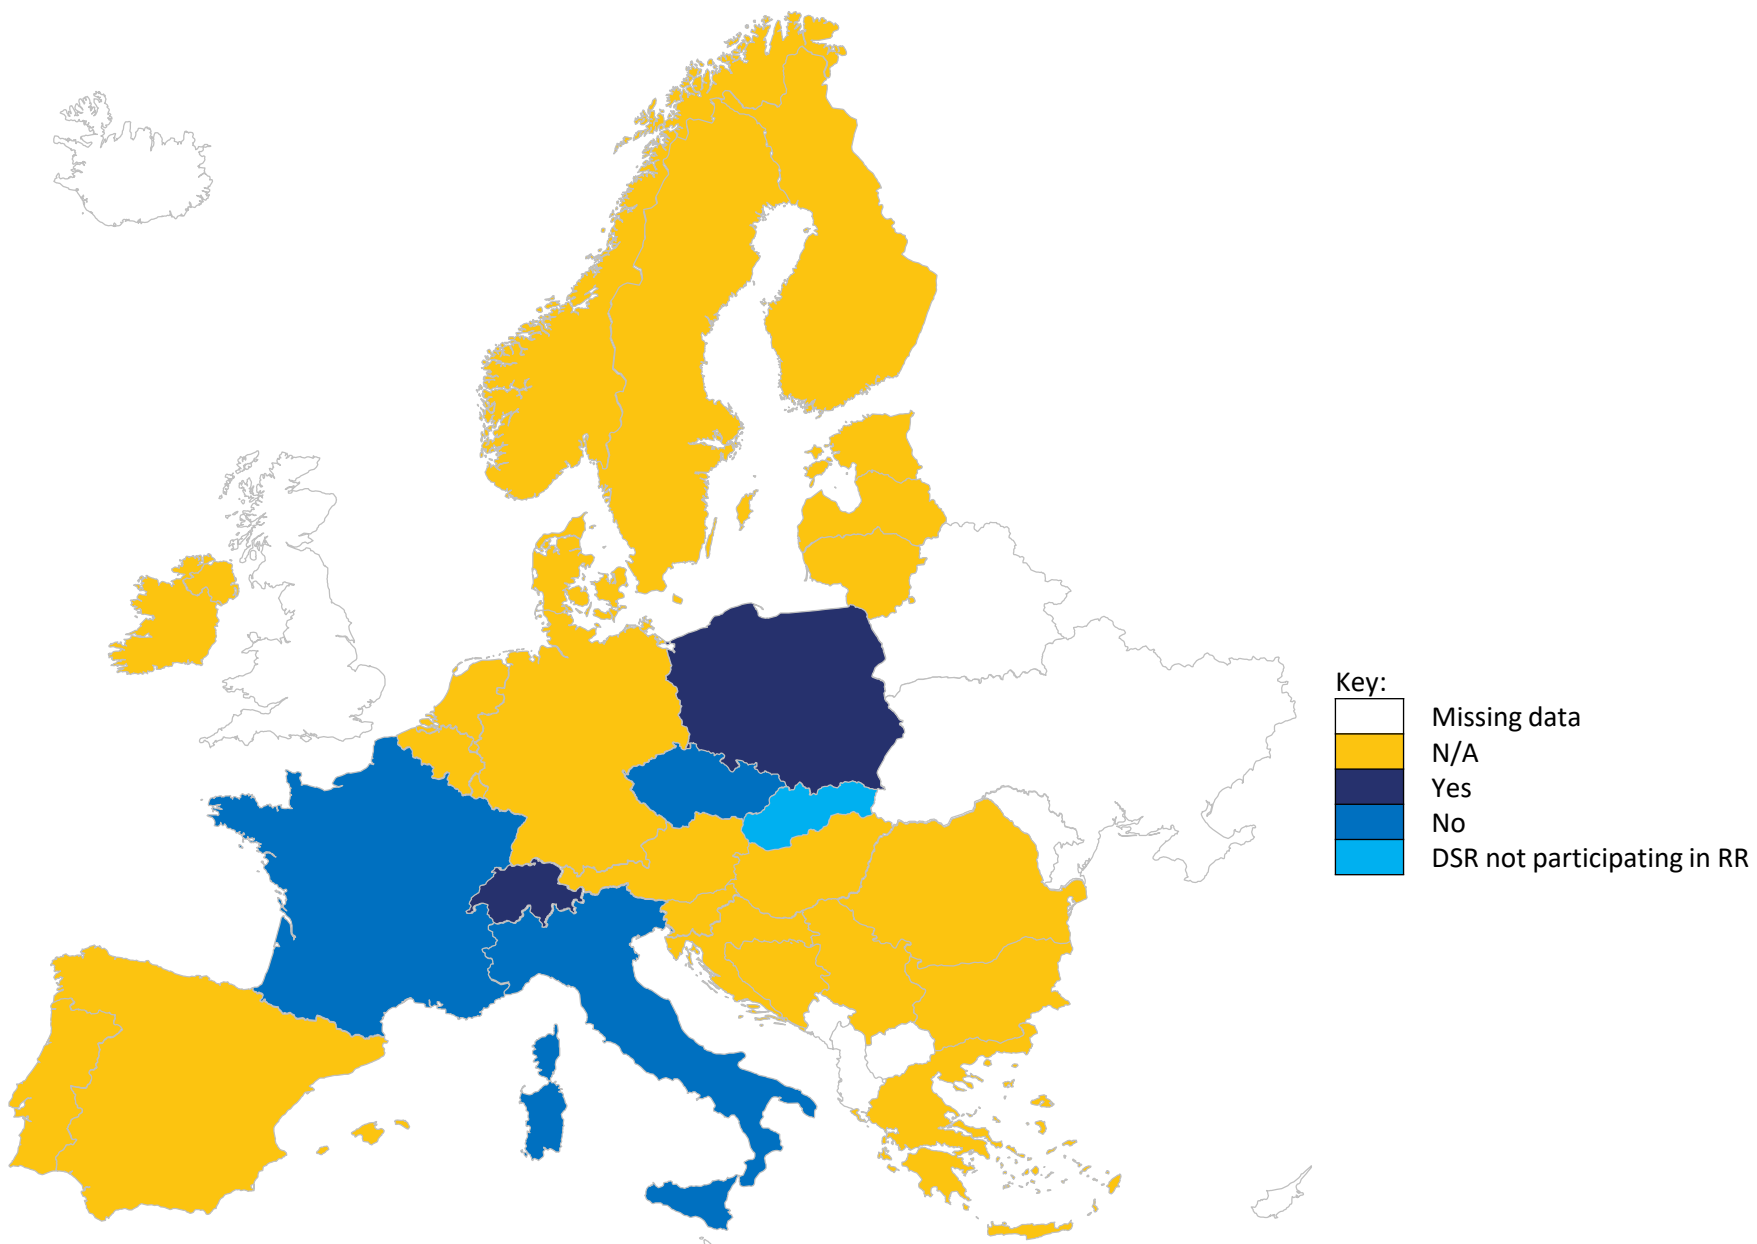 Key:
Missing data
N/A
Yes
No
DSR not participating in RR